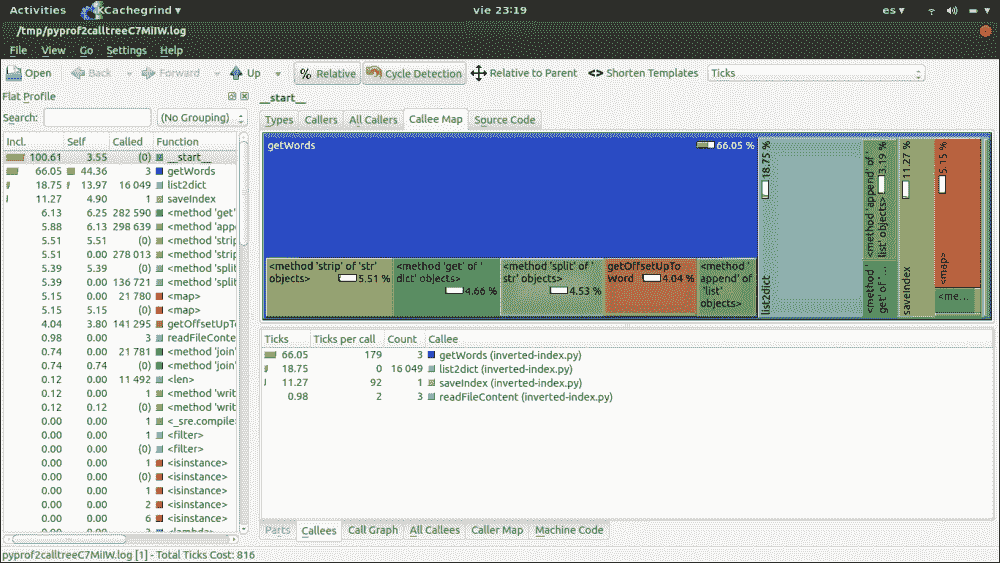 Activities KCachegrind ▾ vie 23:19 es ▾
/tmp/pyprof2calltreeC7MiIW.log
File View Go Settings Help
Open Back Forward Up % Relative Cycle Detection Relative to Parent <> Shorten Templates Ticks
Flat Profile
Search: (No Grouping)
Incl. Self Called Function
100.61 3.55 (0) __start__
66.05 44.36 3 getWords
18.75 13.97 16 049 list2dict
11.27 4.90 1 saveIndex
6.13 6.25 282 590 <method 'get'
5.88 6.13 298 639 <method 'appe
5.51 5.51 (0) <method 'strip
5.51 0.00 278 013 <method 'strip
5.39 5.39 (0) <method 'split
5.39 0.00 136 721 <method 'split
5.15 0.00 21 780 <map>
5.15 5.15 (0) <map>
4.04 3.80 141 295 getOffsetUpTo
0.98 0.98 3 readFileConten
0.74 0.00 21 781 <method 'join'
0.74 0.74 (0) <method 'join'
0.12 0.00 11 492 <len>
0.12 0.00 1 <method 'writ
0.12 0.12 (0) <method 'writ
0.00 0.00 1 <_sre.compile>
0.00 0.00 1 <filter>
0.00 0.00 (0) <filter>
0.00 0.00 1 <isinstance>
0.00 0.00 (0) <isinstance>
0.00 0.00 1 <isinstance>
0.00 0.00 2 <isinstance>
0.00 0.00 6 <isinstance>
__start__
Types Callers All Callers Callee Map Source Code
getWords 66.05 %
<method 'strip' of 'str'
objects> 5.51 %
<method 'get' of
'dict' objects>
4.66 %
<method 'split' of '
str' objects>
4.53 %
getOffsetUpTo
Word 4.04 %
<method '
append' of
'list' objects>
list2dict 18.75 %
<method 'append' of '
list' objects> 3.19 %
<method '
get' of ...
saveIndex 11.27 %
<map> 5.15 %
<me...
Ticks Ticks per call Count Callee
66.05 179 3 getWords (inverted-index.py)
18.75 0 16 049 list2dict (inverted-index.py)
11.27 92 1 saveIndex (inverted-index.py)
0.98 2 3 readFileContent (inverted-index.py)
Parts Callees Call Graph All Callees Caller Map Machine Code
pyprof2calltreeC7MiIW.log [1] - Total Ticks Cost: 816